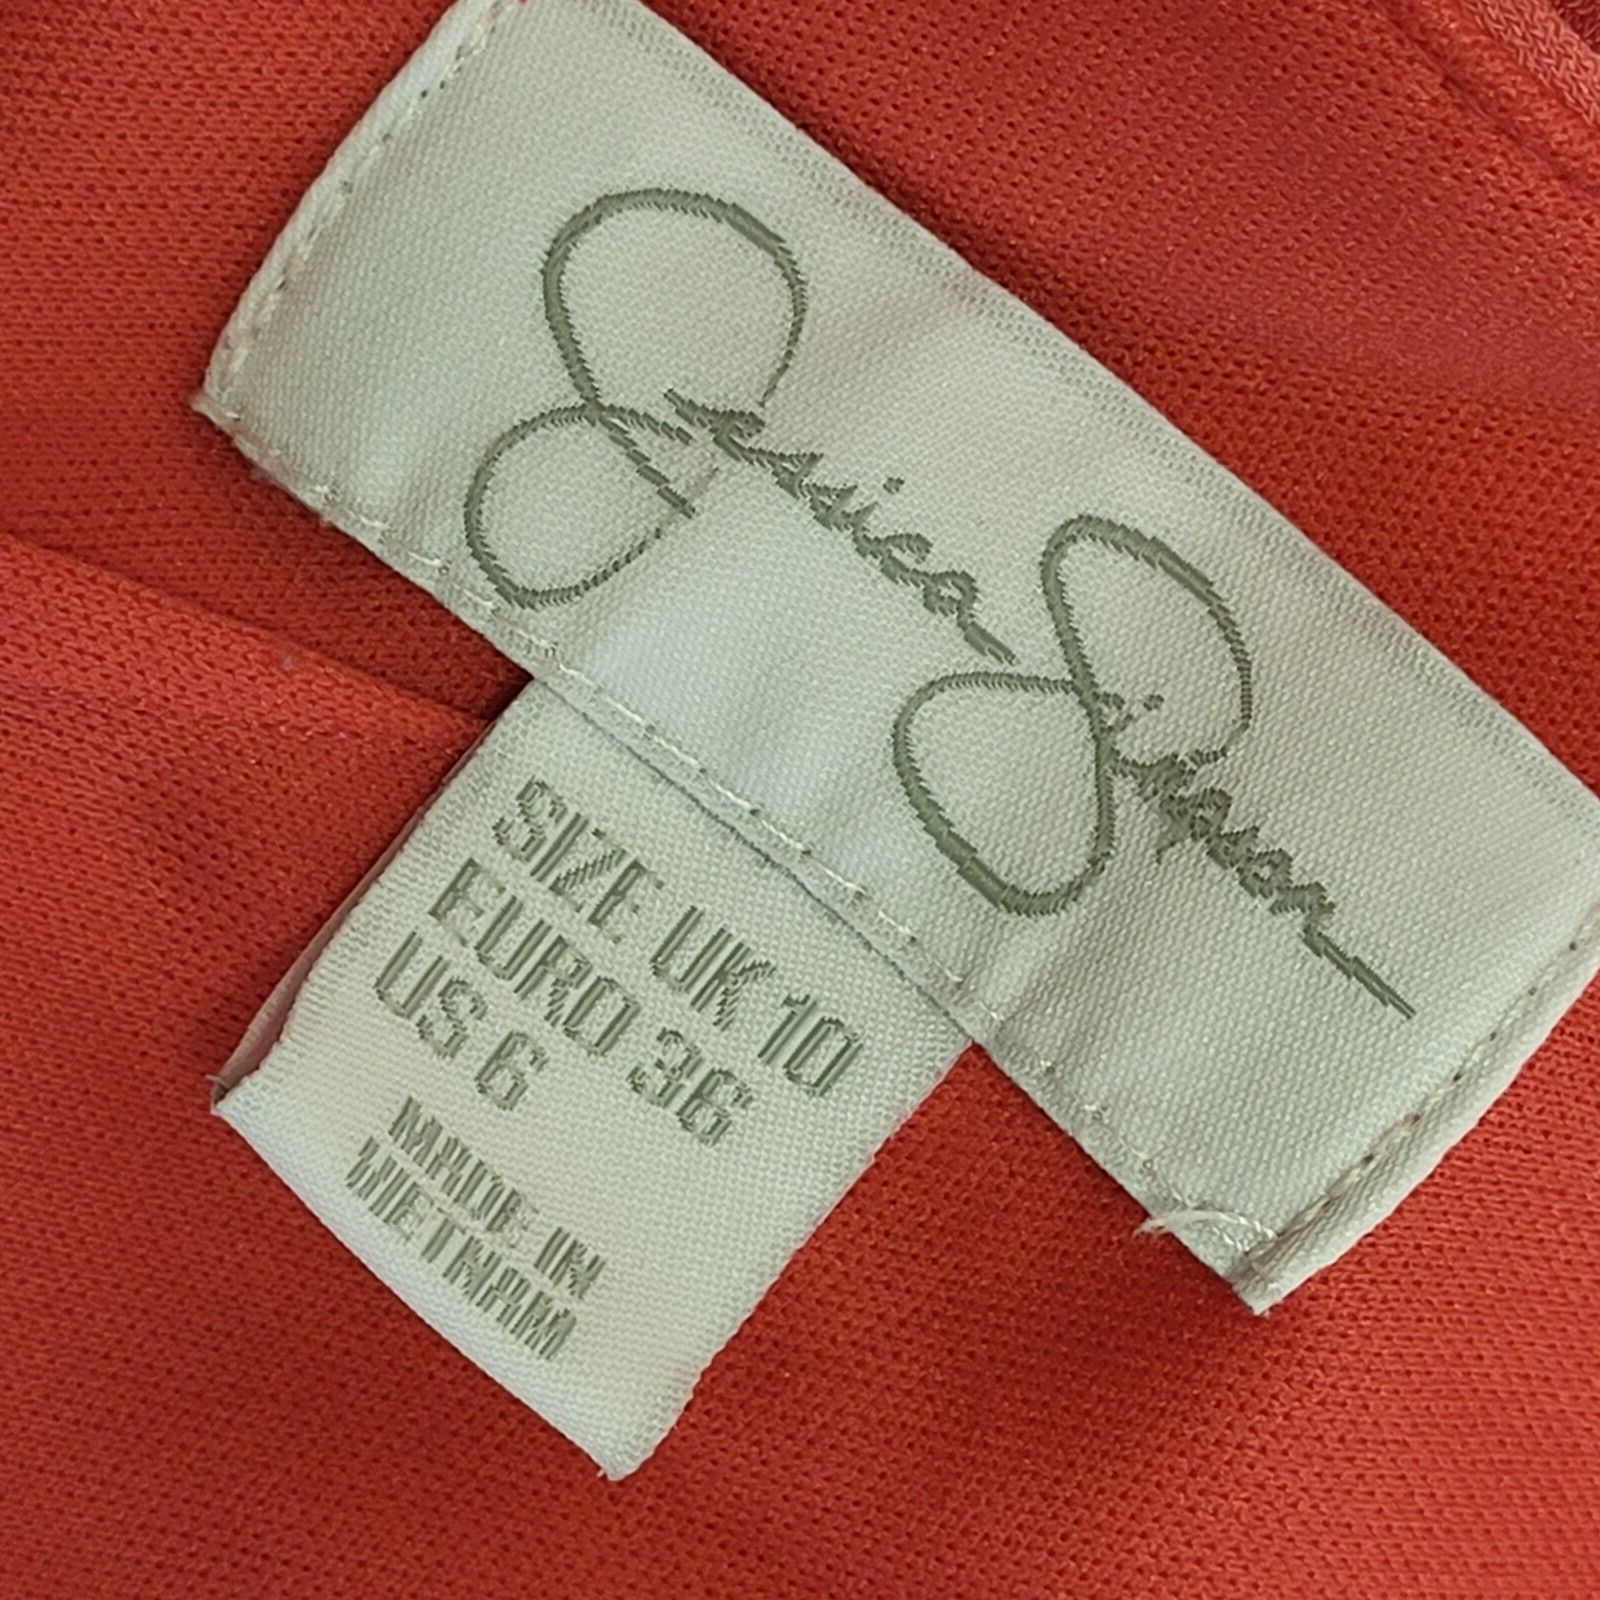 Jessica Simpson
SIZE UK 10
EURO 36
US 6
MADE IN
VIETNAM